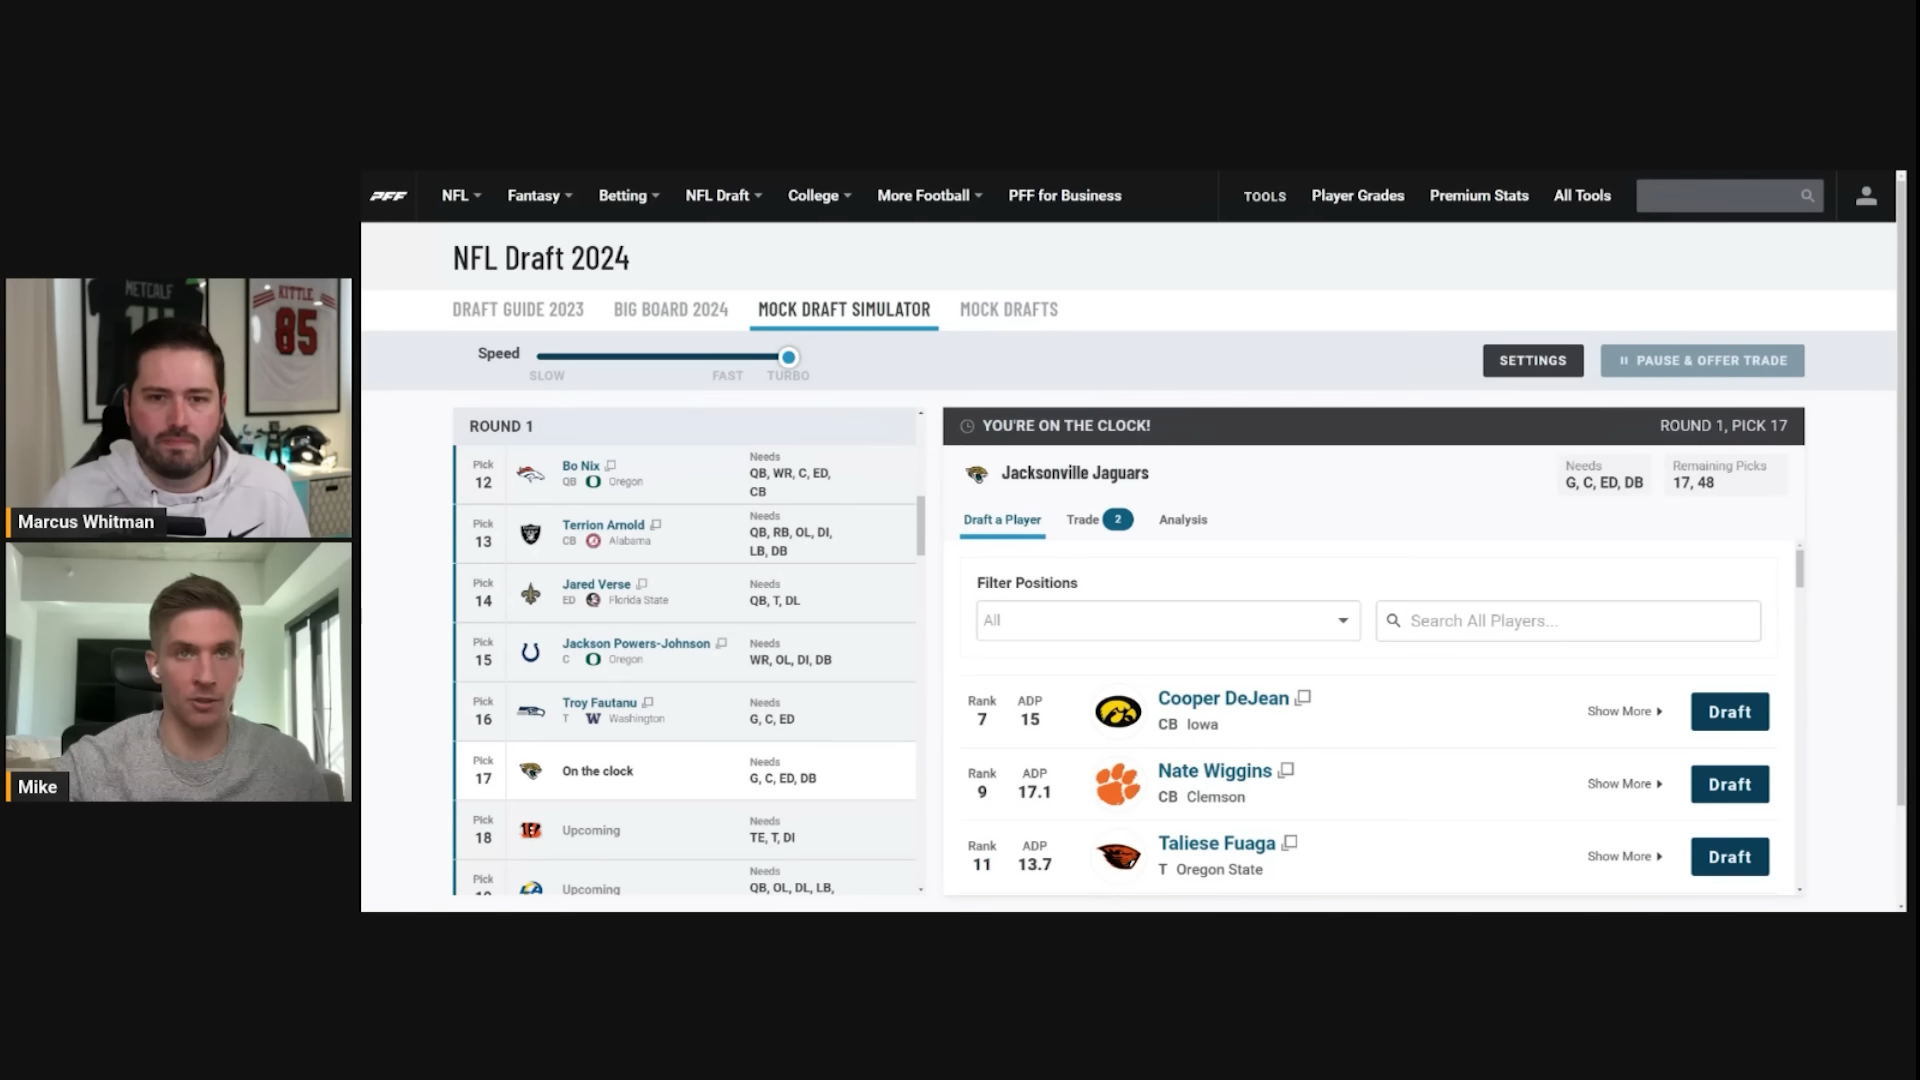 METCALF
KITTLE
85
Marcus Whitman
Mike
PFF
NFL
Fantasy
Betting
NFL Draft
College
More Football
PFF for Business
TOOLS
Player Grades
Premium Stats
All Tools
NFL Draft 2024
DRAFT GUIDE 2023
BIG BOARD 2024
MOCK DRAFT SIMULATOR
MOCK DRAFTS
Speed
SLOW
FAST
TURBO
SETTINGS
PAUSE & OFFER TRADE
ROUND 1
Pick
12
Bo Nix
QB Oregon
Needs
QB, WR, C, ED,
CB
Pick
13
Terrion Arnold
CB Alabama
Needs
QB, RB, OL, DI,
LB, DB
Pick
14
Jared Verse
ED Florida State
Needs
QB, T, DL
Pick
15
Jackson Powers-Johnson
C Oregon
Needs
WR, OL, DI, DB
Pick
16
Troy Fautanu
T Washington
Needs
G, C, ED
Pick
17
On the clock
Needs
G, C, ED, DB
Pick
18
Upcoming
Needs
TE, T, DI
Pick
Upcoming
Needs
QB, OL, DL, LB,
YOU'RE ON THE CLOCK!
ROUND 1, PICK 17
Jacksonville Jaguars
Needs
G, C, ED, DB
Remaining Picks
17, 48
Draft a Player
Trade 2
Analysis
Filter Positions
All
Search All Players...
Rank
7
ADP
15
Cooper DeJean
CB Iowa
Show More
Draft
Rank
9
ADP
17.1
Nate Wiggins
CB Clemson
Show More
Draft
Rank
11
ADP
13.7
Taliese Fuaga
T Oregon State
Show More
Draft